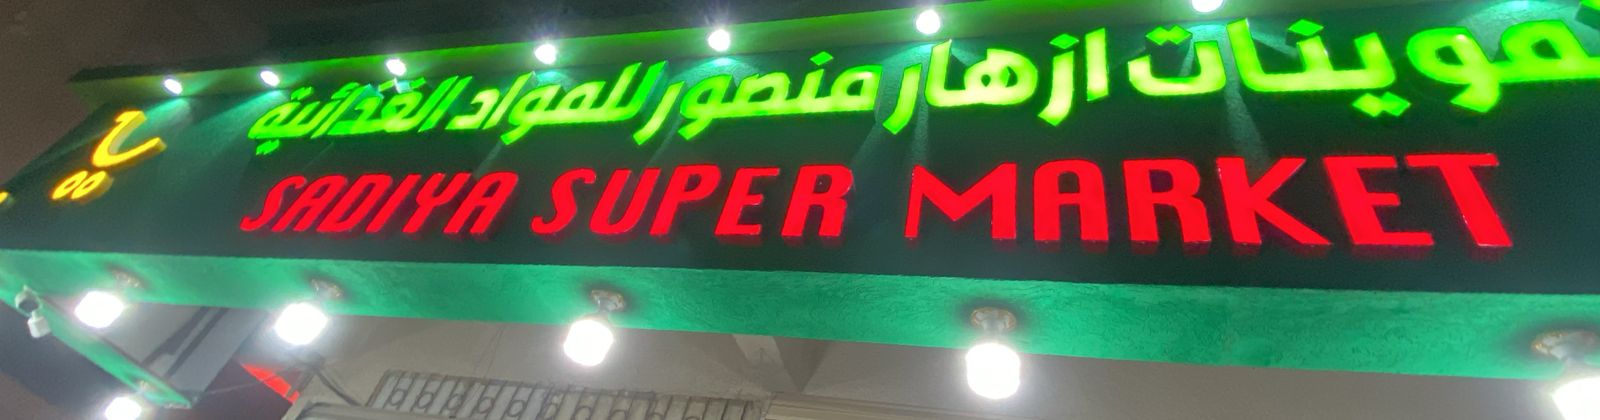 تموينات ازهار منصور للمواد الغذائية
SADIYA SUPER MARKET